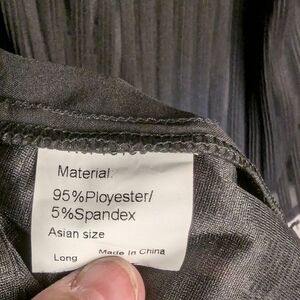 Material:
95%Ployester/
5%Spandex
Asian size
Long Made in China